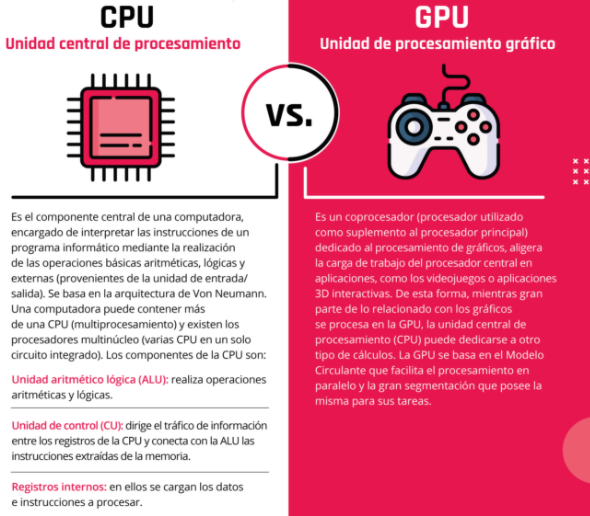 CPU
Unidad central de procesamiento
VS.
GPU
Unidad de procesamiento gráfico
Es el componente central de una computadora,
encargado de interpretar las instrucciones de un
programa informático mediante la realización
de las operaciones básicas aritméticas, lógicas y
externas (provenientes de la unidad de entrada/
salida). Se basa en la arquitectura de Von Neumann.
Una computadora puede contener más
de una CPU (multiprocesamiento) y existen los
procesadores multinúcleo (varias CPU en un solo
circuito integrado). Los componentes de la CPU son:
Unidad aritmético lógica (ALU): realiza operaciones
aritméticas y lógicas.
Unidad de control (CU): dirige el tráfico de información
entre los registros de la CPU y conecta con la ALU las
instrucciones extraídas de la memoria.
Registros internos: en ellos se cargan los datos
e instrucciones a procesar.
Es un coprocesador (procesador utilizado
como suplemento al procesador principal)
dedicado al procesamiento de gráficos, aligera
la carga de trabajo del procesador central en
aplicaciones, como los videojuegos o aplicaciones
3D interactivas. De esta forma, mientras gran
parte de lo relacionado con los gráficos
se procesa en la GPU, la unidad central de
procesamiento (CPU) puede dedicarse a otro
tipo de cálculos. La GPU se basa en el Modelo
Circulante que facilita el procesamiento en
paralelo y la gran segmentación que posee la
misma para sus tareas.